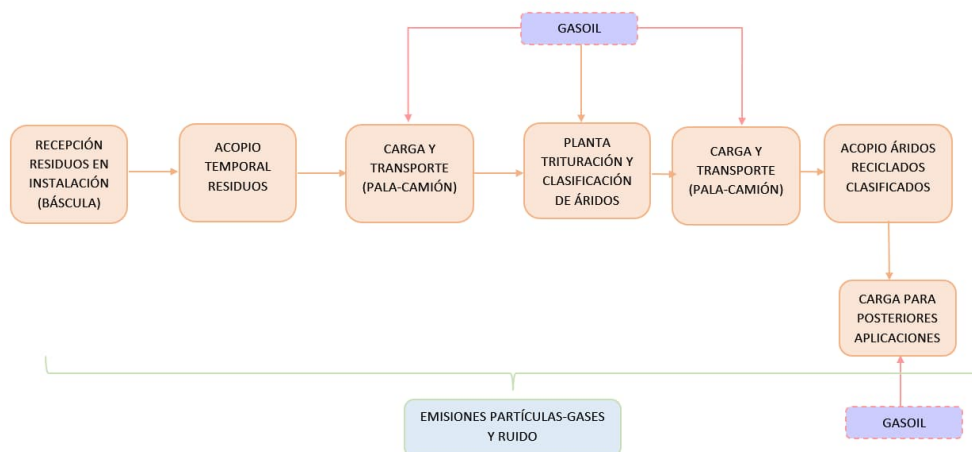 GASOIL
RECEPCIÓN
RESIDUOS EN
INSTALACIÓN
(BÁSCULA)
ACOPIO
TEMPORAL
RESIDUOS
CARGA Y
TRANSPORTE
(PALA-CAMIÓN)
PLANTA
TRITURACIÓN Y
CLASIFICACIÓN
DE ÁRIDOS
CARGA Y
TRANSPORTE
(PALA-CAMIÓN)
ACOPIO ÁRIDOS
RECICLADOS
CLASIFICADOS
CARGA PARA
POSTERIORES
APLICACIONES
EMISIONES PARTÍCULAS-GASES
Y RUIDO
GASOIL